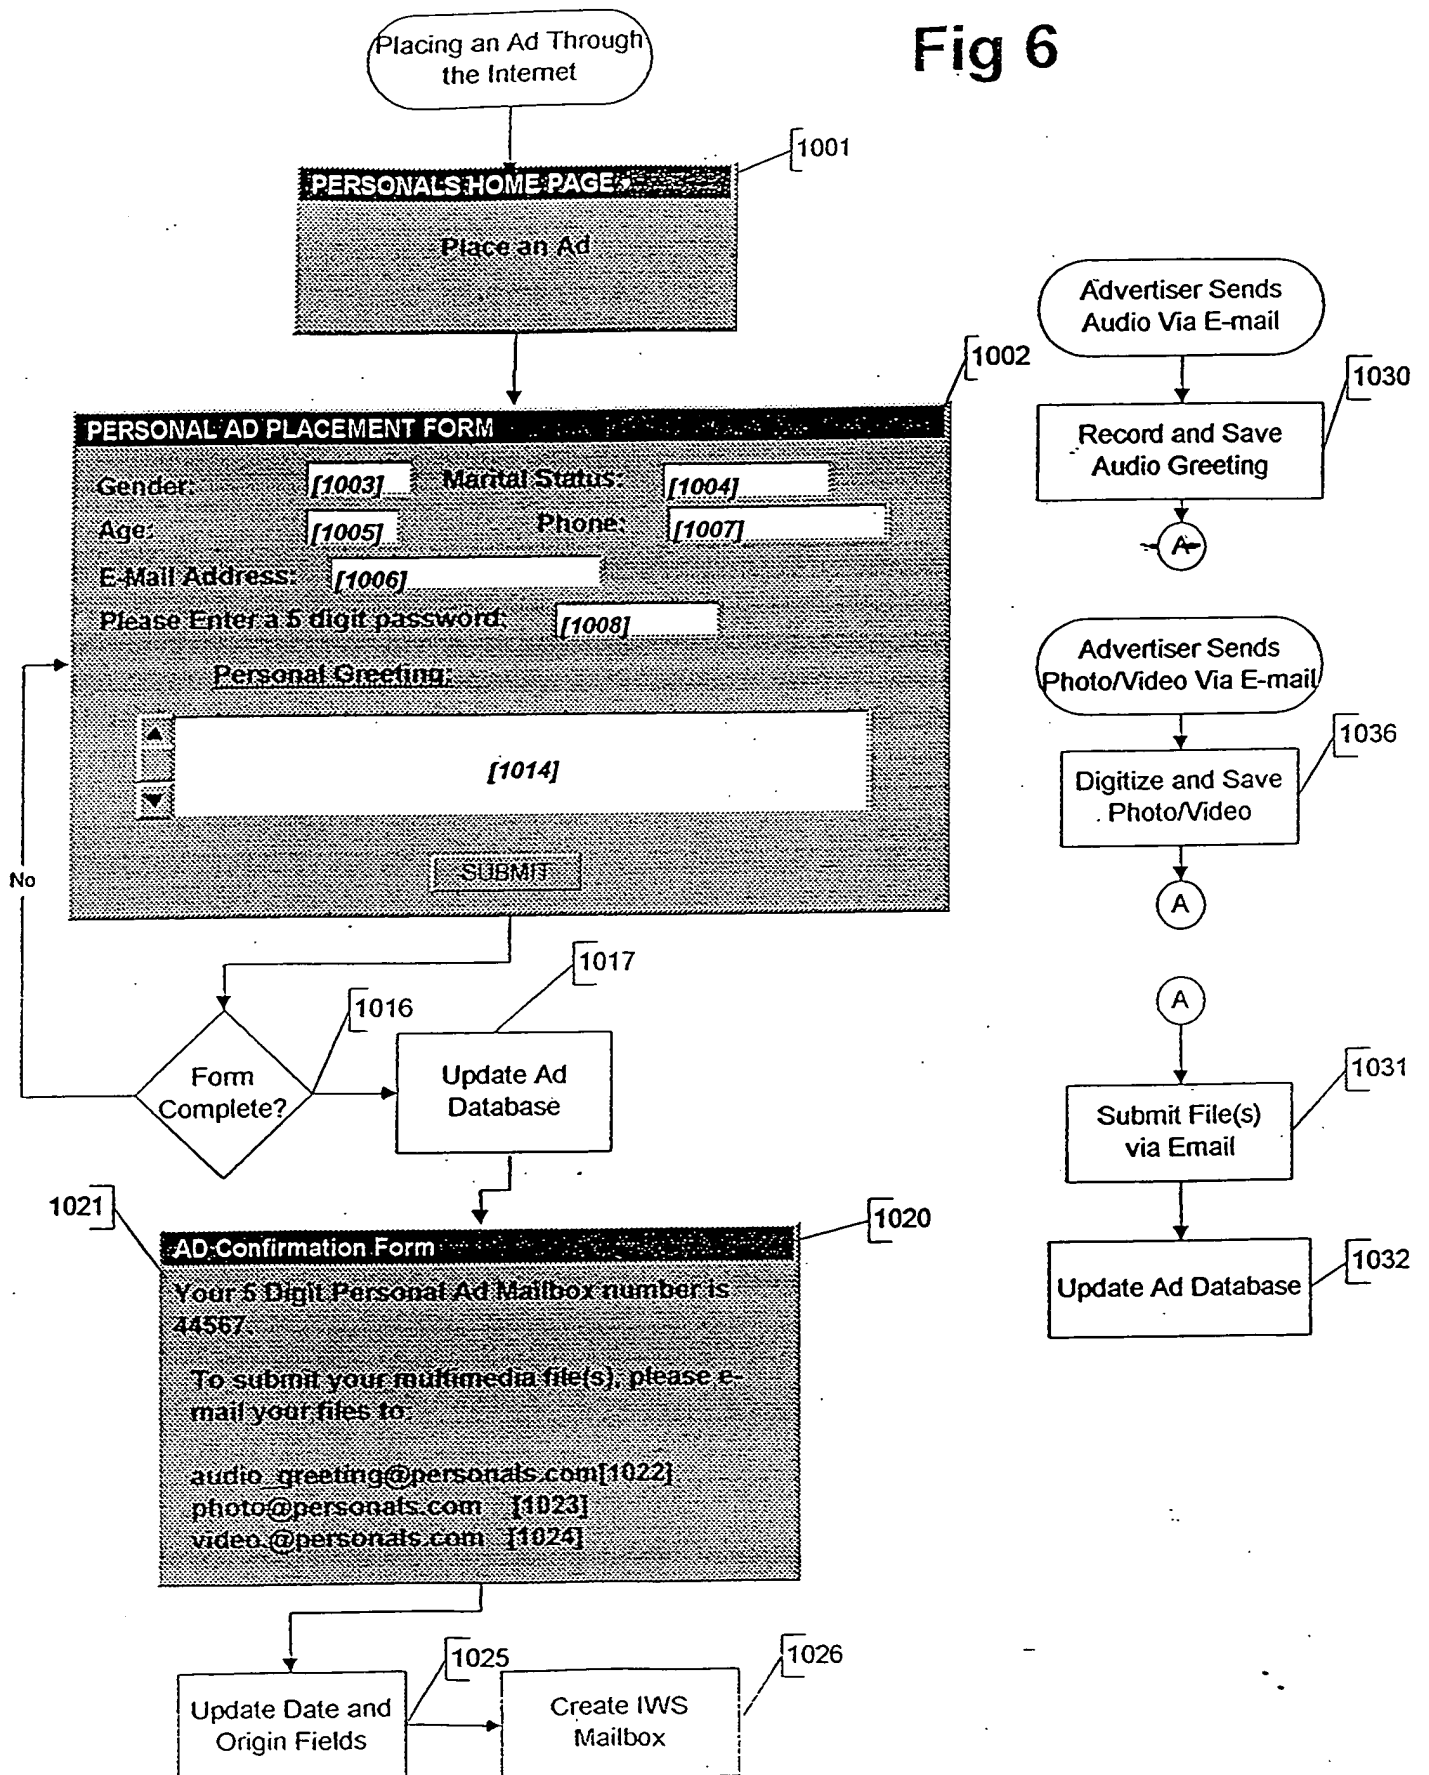 Fig 6
Placing an Ad Through
the Internet
1001
PERSONALS HOME PAGE
Place an Ad
1002
PERSONAL AD PLACEMENT FORM
Gender: [1003] Marital Status: [1004]
Age: [1005] Phone: [1007]
E-Mail Address: [1006]
Please Enter a 5 digit password: [1008]
Personal Greeting:
[1014]
SUBMIT
No
1016
Form
Complete?
1017
Update Ad
Database
1021
1020
AD Confirmation Form
Your 5 Digit Personal Ad Mailbox number is
44567.
To submit your multimedia file(s), please e-
mail your files to:
audio_greeting@personals.com[1022]
photo@personals.com [1023]
video.@personals.com [1024]
1025
Update Date and
Origin Fields
1026
Create IWS
Mailbox
Advertiser Sends
Audio Via E-mail
1030
Record and Save
Audio Greeting
A
Advertiser Sends
Photo/Video Via E-mail
1036
Digitize and Save
Photo/Video
A
A
1031
Submit File(s)
via Email
1032
Update Ad Database